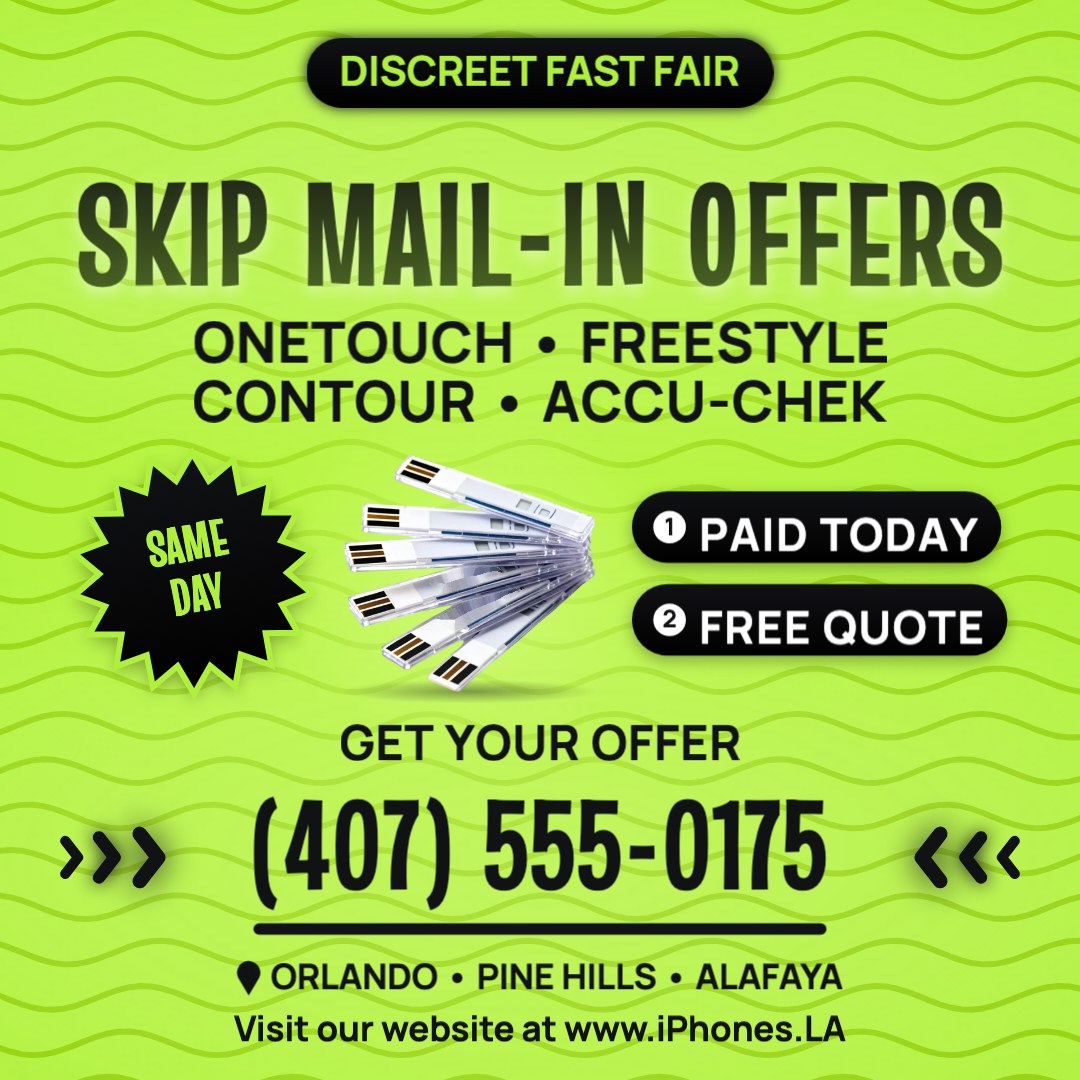 DISCREET FAST FAIR
SKIP MAIL-IN OFFERS
ONETOUCH • FREESTYLE
CONTOUR • ACCU-CHEK
SAME
DAY
1 PAID TODAY
2 FREE QUOTE
GET YOUR OFFER
(407) 555-0175
ORLANDO • PINE HILLS • ALAFAYA
Visit our website at www.iPhones.LA